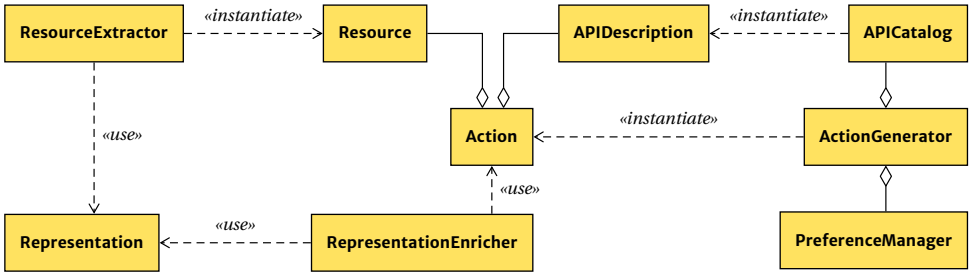 «instantiate»
«instantiate»
ResourceExtractor
Resource
APIDescription
APICatalog
«instantiate»
«use»
Action
ActionGenerator
«use»
«use»
Representation
RepresentationEnricher
PreferenceManager